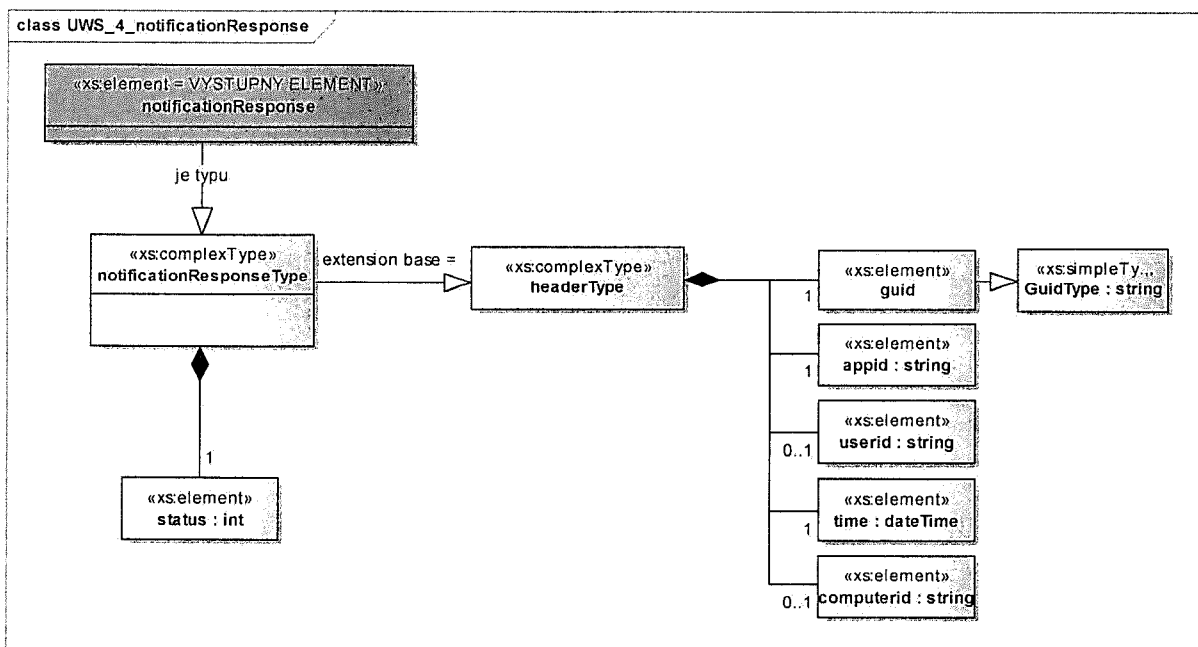 class UWS_4_notificationResponse
«xs:element = VYSTUPNY ELEMENT»
notificationResponse
je typu
«xs:complexType»
notificationResponseType
extension base =
«xs:complexType»
headerType
1
«xs:element»
guid
«xs:simpleTy...
GuidType : string
1
«xs:element»
appid : string
0..1
«xs:element»
userid : string
1
«xs:element»
time : dateTime
0..1
«xs:element»
computerid : string
1
«xs:element»
status : int